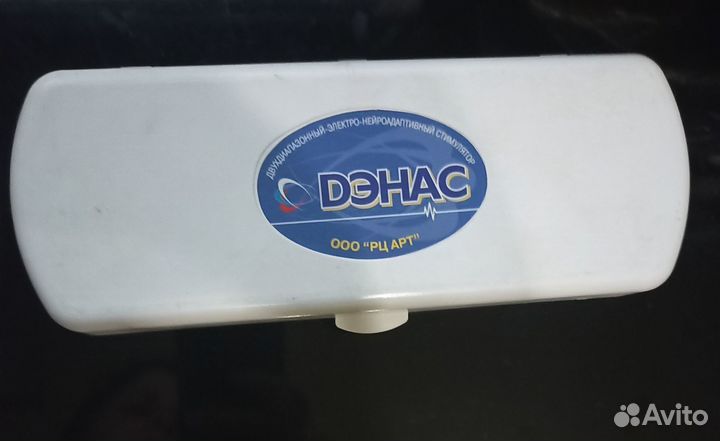 ДВУХДИАПАЗОННЫЙ-ЭЛЕКТРО-НЕЙРОАДАПТИВНЫЙ СТИМУЛЯТОР
DЭНАС
ООО "РЦ АРТ"
Avito